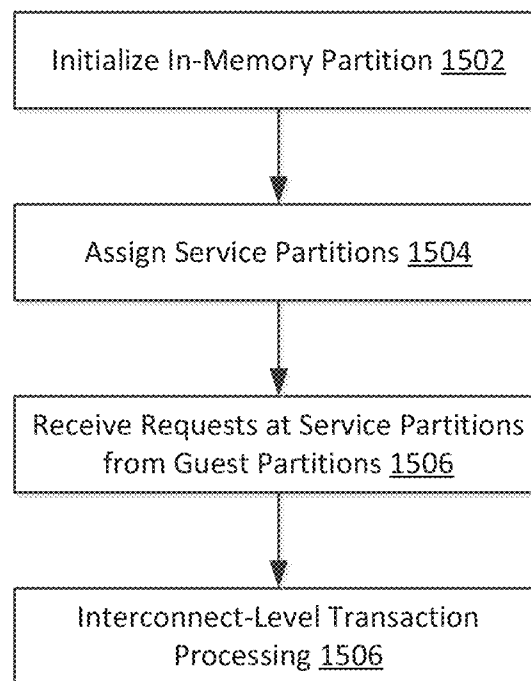 Initialize In-Memory Partition 1502
Assign Service Partitions 1504
Receive Requests at Service Partitions
from Guest Partitions 1506
Interconnect-Level Transaction
Processing 1506